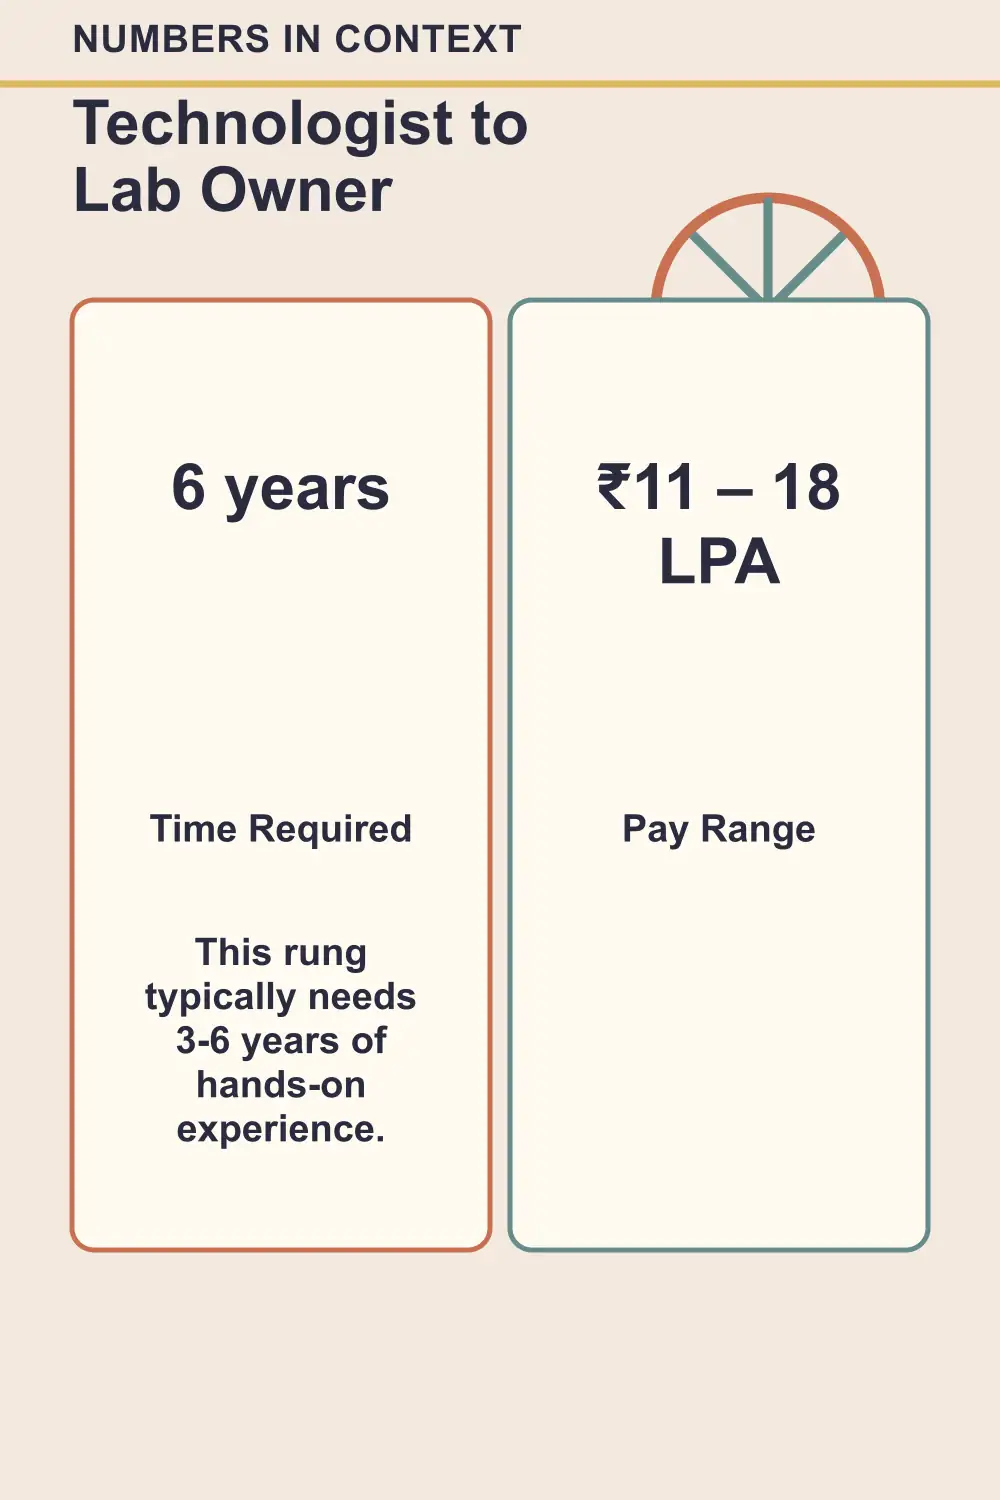 NUMBERS IN CONTEXT
Technologist to
Lab Owner
6 years
Time Required
This rung
typically needs
3-6 years of
hands-on
experience.
₹11 – 18
LPA
Pay Range